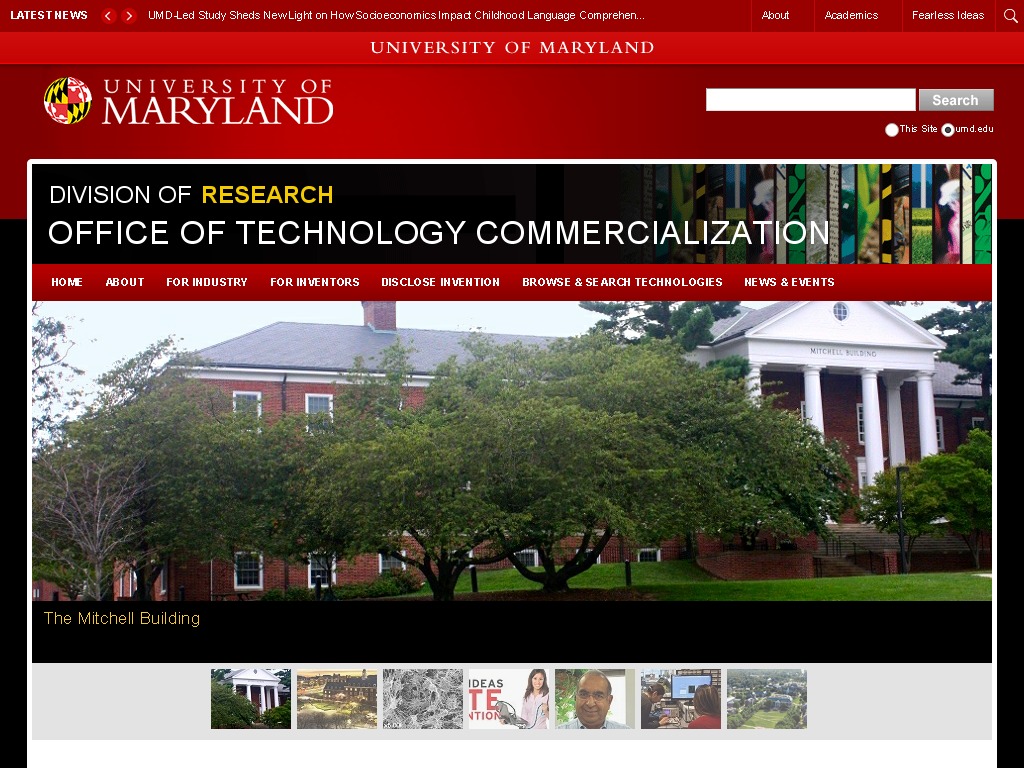 LATEST NEWS UMD-Led Study Sheds New Light on How Socioeconomics Impact Childhood Language Comprehen... About Academics Fearless Ideas
UNIVERSITY OF MARYLAND
UNIVERSITY OF
MARYLAND
Search
This Site umd.edu
DIVISION OF RESEARCH
OFFICE OF TECHNOLOGY COMMERCIALIZATION
HOME ABOUT FOR INDUSTRY FOR INVENTORS DISCLOSE INVENTION BROWSE & SEARCH TECHNOLOGIES NEWS & EVENTS
MITCHELL BUILDING
The Mitchell Building
IDEAS
TE
NTION